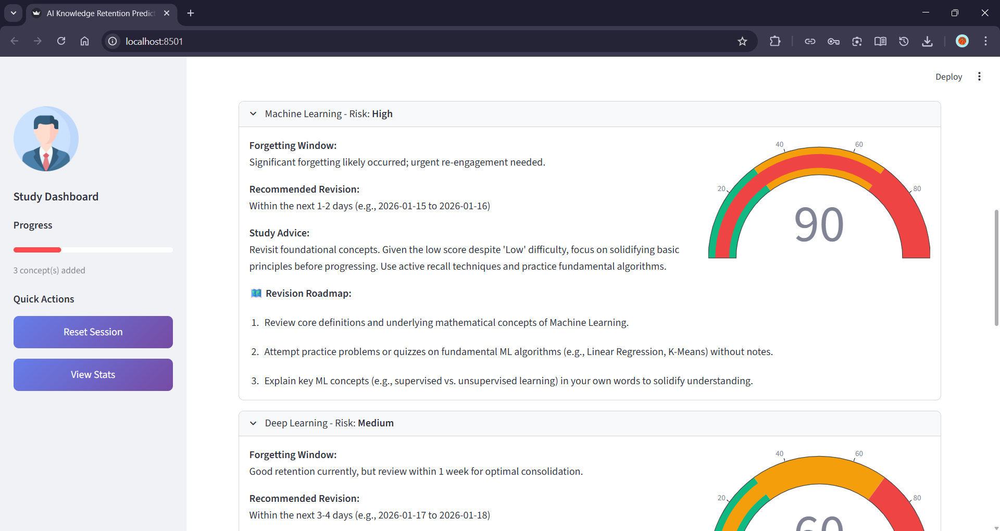 AI Knowledge Retention Predict
localhost:8501
Deploy
Study Dashboard
Progress
3 concept(s) added
Quick Actions
Reset Session
View Stats
Machine Learning - Risk: High
Forgetting Window:
Significant forgetting likely occurred; urgent re-engagement needed.
Recommended Revision:
Within the next 1-2 days (e.g., 2026-01-15 to 2026-01-16)
Study Advice:
Revisit foundational concepts. Given the low score despite 'Low' difficulty, focus on solidifying basic
principles before progressing. Use active recall techniques and practice fundamental algorithms.
20
40
60
80
90
Revision Roadmap:
1. Review core definitions and underlying mathematical concepts of Machine Learning.
2. Attempt practice problems or quizzes on fundamental ML algorithms (e.g., Linear Regression, K-Means) without notes.
3. Explain key ML concepts (e.g., supervised vs. unsupervised learning) in your own words to solidify understanding.
Deep Learning - Risk: Medium
Forgetting Window:
Good retention currently, but review within 1 week for optimal consolidation.
Recommended Revision:
Within the next 3-4 days (e.g., 2026-01-17 to 2026-01-18)
20
40
60
80
60